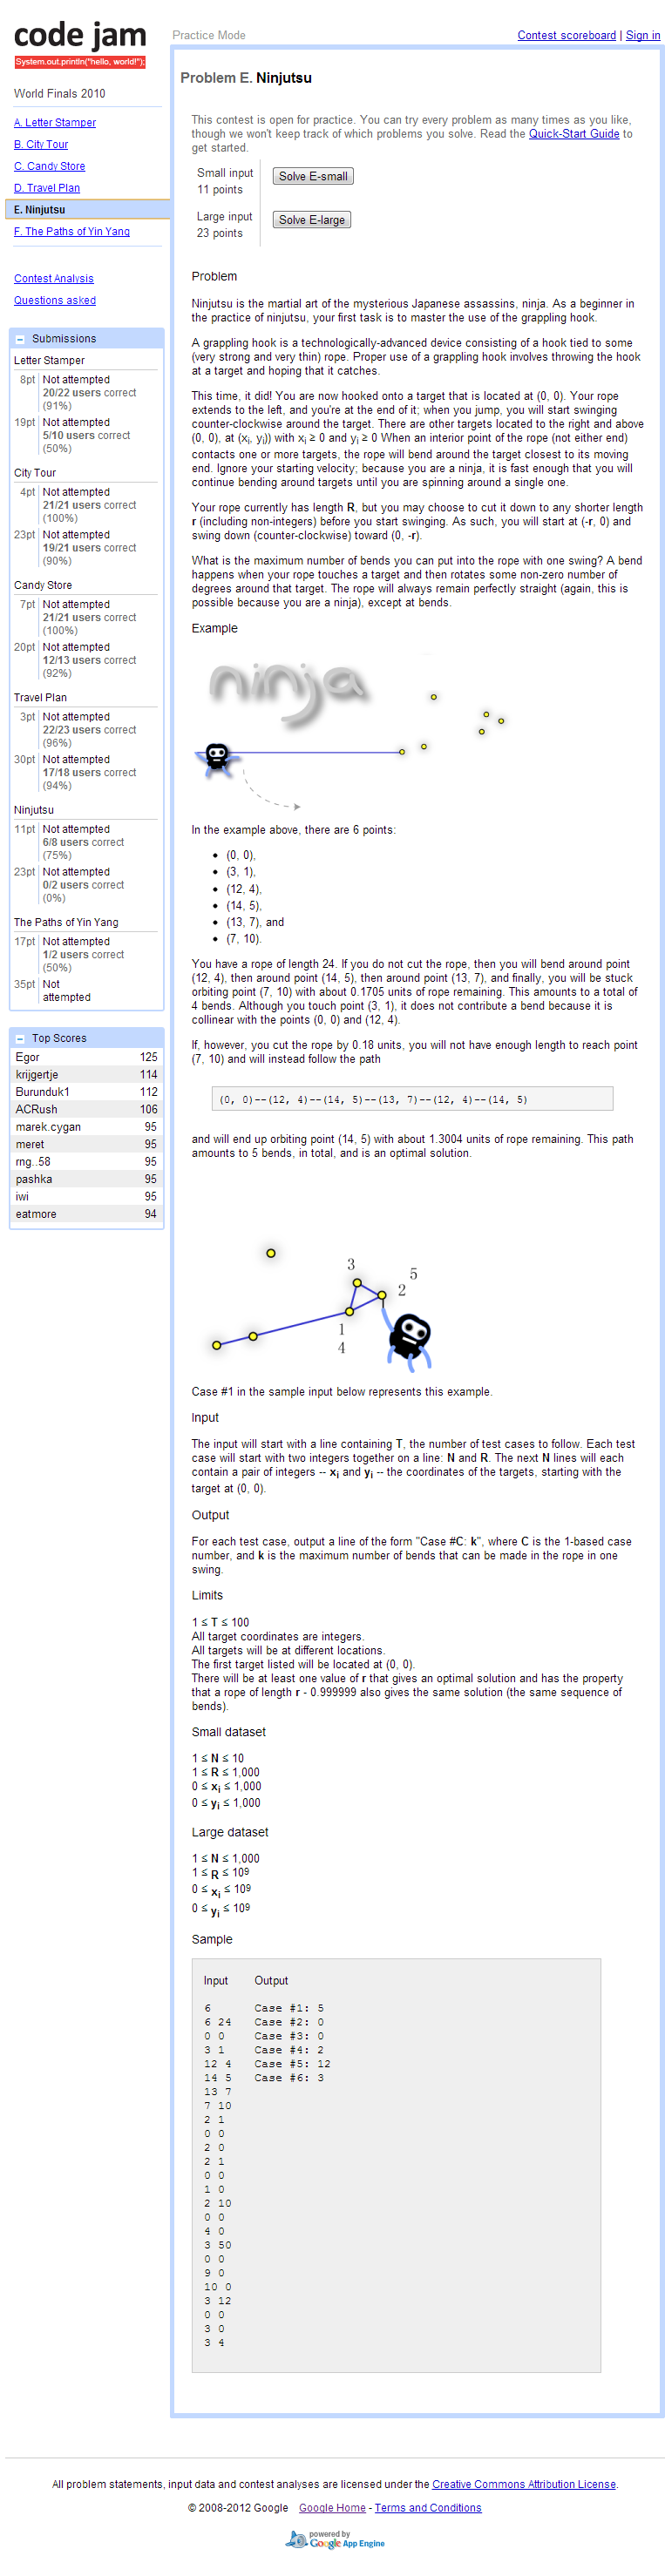 code jam
System.out.println("hello, world!");
Practice Mode
Contest scoreboard | Sign in
World Finals 2010
A. Letter Stamper
B. City Tour
C. Candy Store
D. Travel Plan
E. Ninjutsu
F. The Paths of Yin Yang
Contest Analysis
Questions asked
Submissions
Letter Stamper
8pt Not attempted
20/22 users correct
(91%)
19pt Not attempted
5/10 users correct
(50%)
City Tour
4pt Not attempted
21/21 users correct
(100%)
23pt Not attempted
19/21 users correct
(90%)
Candy Store
7pt Not attempted
21/21 users correct
(100%)
20pt Not attempted
12/13 users correct
(92%)
Travel Plan
3pt Not attempted
22/23 users correct
(96%)
30pt Not attempted
17/18 users correct
(94%)
Ninjutsu
11pt Not attempted
6/8 users correct
(75%)
23pt Not attempted
0/2 users correct
(0%)
The Paths of Yin Yang
17pt Not attempted
1/2 users correct
(50%)
35pt Not
attempted
Top Scores
Egor 125
krijgertje 114
Burunduk1 112
ACRush 106
marek.cygan 95
meret 95
rng..58 95
pashka 95
iwi 95
eatmore 94
Problem E. Ninjutsu
This contest is open for practice. You can try every problem as many times as you like,
though we won't keep track of which problems you solve. Read the Quick-Start Guide to
get started.
Small input
11 points
Solve E-small
Large input
23 points
Solve E-large
Problem
Ninjutsu is the martial art of the mysterious Japanese assassins, ninja. As a beginner in
the practice of ninjutsu, your first task is to master the use of the grappling hook.
A grappling hook is a technologically-advanced device consisting of a hook tied to some
(very strong and very thin) rope. Proper use of a grappling hook involves throwing the hook
at a target and hoping that it catches.
This time, it did! You are now hooked onto a target that is located at (0, 0). Your rope
extends to the left, and you're at the end of it; when you jump, you will start swinging
counter-clockwise around the target. There are other targets located to the right and above
(0, 0), at (xi, yi)) with xi ≥ 0 and yi ≥ 0 When an interior point of the rope (not either end)
contacts one or more targets, the rope will bend around the target closest to its moving
end. Ignore your starting velocity; because you are a ninja, it is fast enough that you will
continue bending around targets until you are spinning around a single one.
Your rope currently has length R, but you may choose to cut it down to any shorter length
r (including non-integers) before you start swinging. As such, you will start at (-r, 0) and
swing down (counter-clockwise) toward (0, -r).
What is the maximum number of bends you can put into the rope with one swing? A bend
happens when your rope touches a target and then rotates some non-zero number of
degrees around that target. The rope will always remain perfectly straight (again, this is
possible because you are a ninja), except at bends.
Example
ninja
In the example above, there are 6 points:
• (0, 0),
• (3, 1),
• (12, 4),
• (14, 5),
• (13, 7), and
• (7, 10).
You have a rope of length 24. If you do not cut the rope, then you will bend around point
(12, 4), then around point (14, 5), then around point (13, 7), and finally, you will be stuck
orbiting point (7, 10) with about 0.1705 units of rope remaining. This amounts to a total of
4 bends. Although you touch point (3, 1), it does not contribute a bend because it is
collinear with the points (0, 0) and (12, 4).
If, however, you cut the rope by 0.18 units, you will not have enough length to reach point
(7, 10) and will instead follow the path
(0, 0)--(12, 4)--(14, 5)--(13, 7)--(12, 4)--(14, 5)
and will end up orbiting point (14, 5) with about 1.3004 units of rope remaining. This path
amounts to 5 bends, in total, and is an optimal solution.
3
5
2
1
4
Case #1 in the sample input below represents this example.
Input
The input will start with a line containing T, the number of test cases to follow. Each test
case will start with two integers together on a line: N and R. The next N lines will each
contain a pair of integers -- xi and yi -- the coordinates of the targets, starting with the
target at (0, 0).
Output
For each test case, output a line of the form "Case #C: k", where C is the 1-based case
number, and k is the maximum number of bends that can be made in the rope in one
swing.
Limits
1 ≤ T ≤ 100
All target coordinates are integers.
All targets will be at different locations.
The first target listed will be located at (0, 0).
There will be at least one value of r that gives an optimal solution and has the property
that a rope of length r - 0.999999 also gives the same solution (the same sequence of
bends).
Small dataset
1 ≤ N ≤ 10
1 ≤ R ≤ 1,000
0 ≤ xi ≤ 1,000
0 ≤ yi ≤ 1,000
Large dataset
1 ≤ N ≤ 1,000
1 ≤ R ≤ 10⁹
0 ≤ xi ≤ 10⁹
0 ≤ yi ≤ 10⁹
Sample
Input Output
6 Case #1: 5
6 24 Case #2: 0
0 0 Case #3: 0
3 1 Case #4: 2
12 4 Case #5: 12
14 5 Case #6: 3
13 7
7 10
2 1
0 0
2 0
2 1
0 0
1 0
2 10
0 0
4 0
3 50
0 0
9 0
10 0
3 12
0 0
3 0
3 4
All problem statements, input data and contest analyses are licensed under the Creative Commons Attribution License.
© 2008-2012 Google Google Home - Terms and Conditions
powered by
Google App Engine